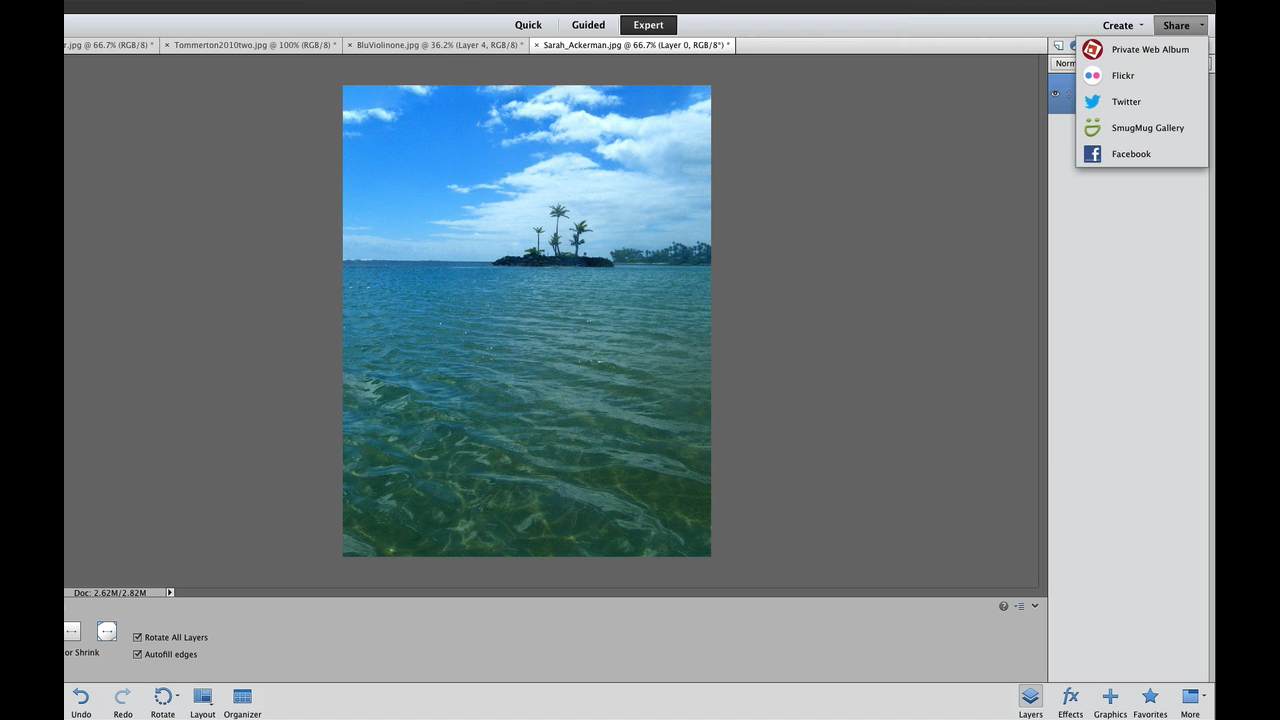 Quick Guided Expert Create Share
r.jpg @ 66.7% (RGB/8) * × Tommerton2010two.jpg @ 100% (RGB/8) * × BluViolinone.jpg @ 36.2% (Layer 4, RGB/8) * × Sarah_Ackerman.jpg @ 66.7% (Layer 0, RGB/8*) *
Private Web Album
Norm
Flickr
Twitter
SmugMug Gallery
Facebook
Doc: 2.62M/2.82M
Rotate All Layers
or Shrink
Autofill edges
Undo Redo Rotate Layout Organizer Layers Effects Graphics Favorites More